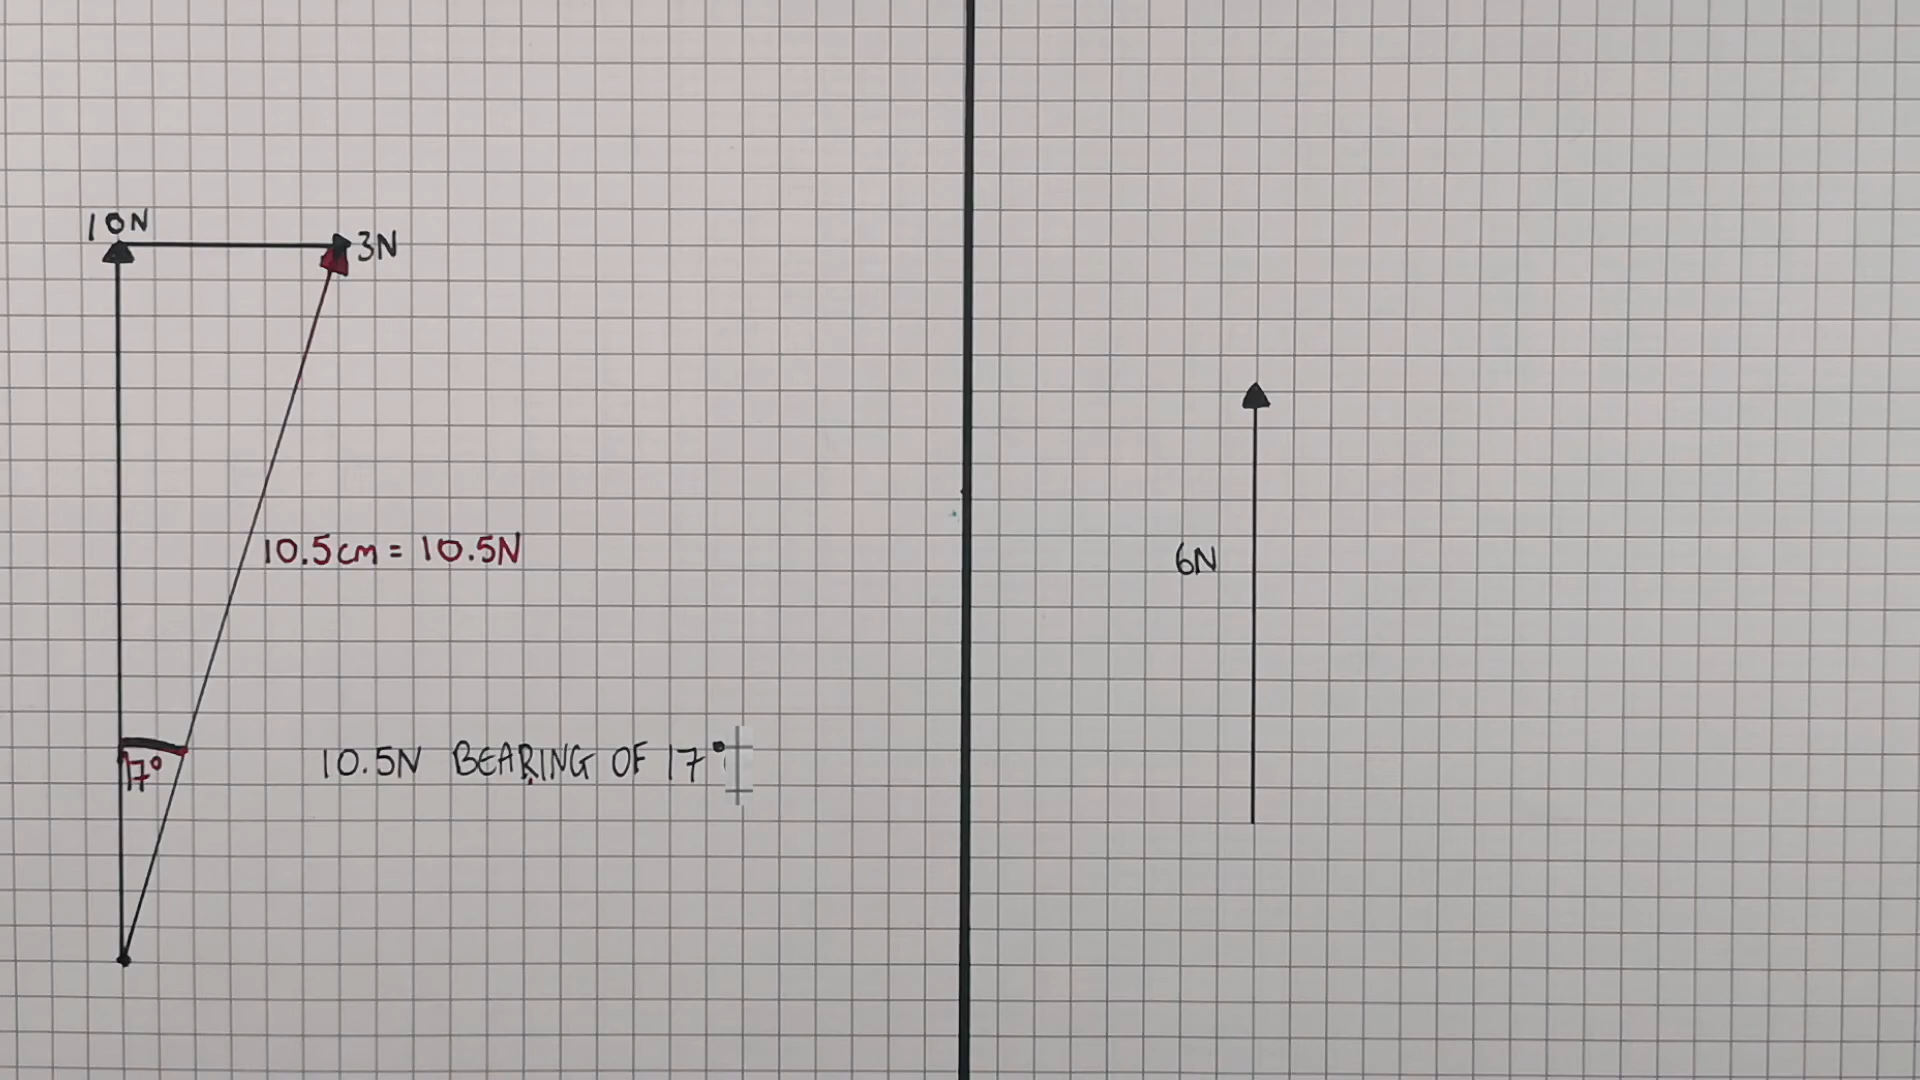 10N
3N
10.5cm = 10.5N
17°
10.5N BEARING OF 17°
6N